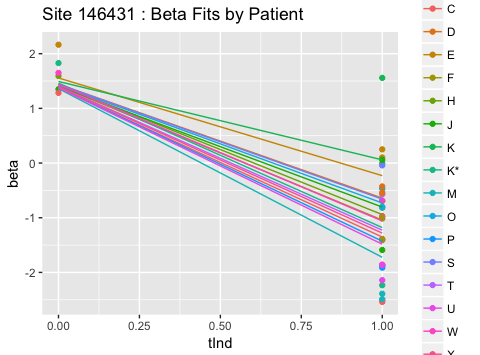 Site 146431 : Beta Fits by Patient
beta
2
1
0
-1
-2
0.00
0.25
0.50
0.75
1.00
tInd
C
D
E
F
H
J
K
K*
M
O
P
S
T
U
W